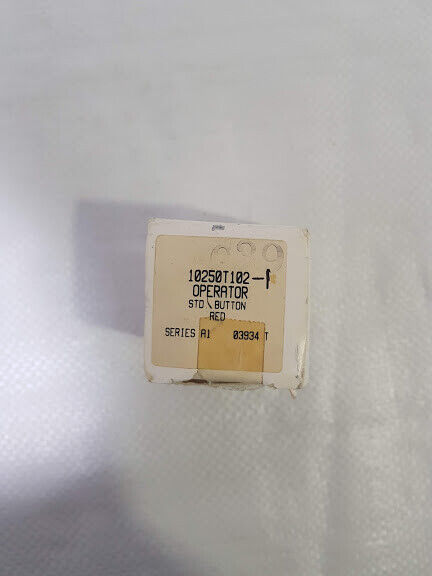 10250T102-1
OPERATOR
STD \ BUTTON
RED
SERIES A1 03934 T